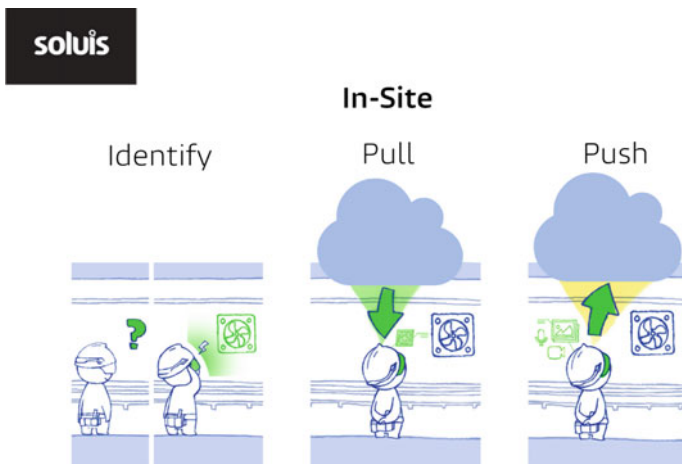 soluis
In-Site
Identify
Pull
Push
?